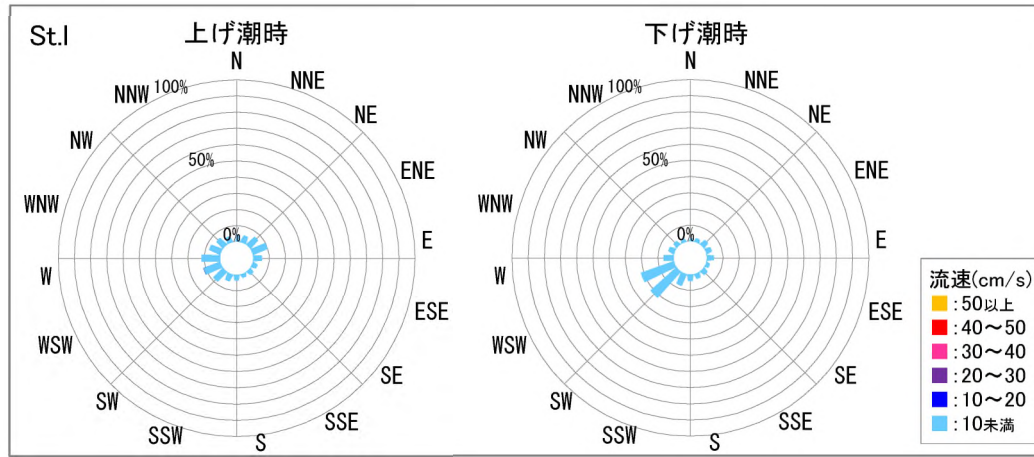 St.I
上げ潮時
N
NNE
NE
ENE
E
ESE
SE
SSE
S
SSW
SW
WSW
W
WNW
NW
NNW
100%
50%
0%
下げ潮時
N
NNE
NE
ENE
E
ESE
SE
SSE
S
SSW
SW
WSW
W
WNW
NW
NNW
100%
50%
0%
流速(cm/s)
:50以上
:40～50
:30～40
:20～30
:10～20
:10未満